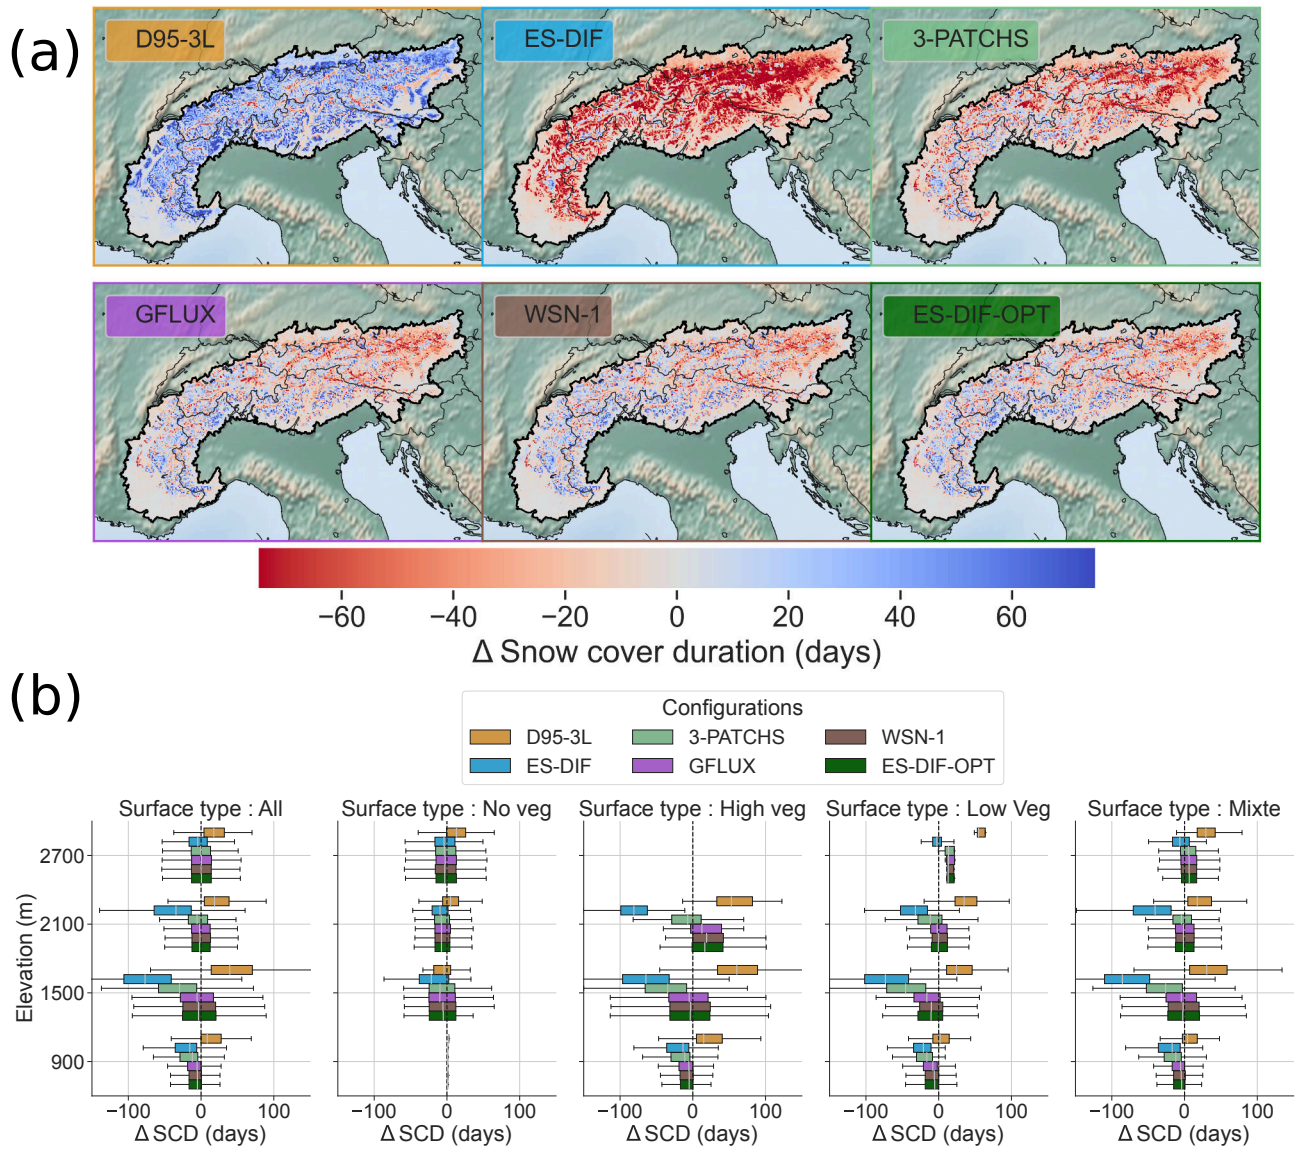 (a)
D95-3L
ES-DIF
3-PATCHS
GFLUX
WSN-1
ES-DIF-OPT
−60 −40 −20 0 20 40 60
Δ Snow cover duration (days)
(b)
Configurations
D95-3L 3-PATCHS WSN-1
ES-DIF GFLUX ES-DIF-OPT
Surface type : All
Surface type : No veg
Surface type : High veg
Surface type : Low Veg
Surface type : Mixte
Elevation (m)
2700
2100
1500
900
−100 0 100
−100 0 100
−100 0 100
−100 0 100
−100 0 100
Δ SCD (days)
Δ SCD (days)
Δ SCD (days)
Δ SCD (days)
Δ SCD (days)